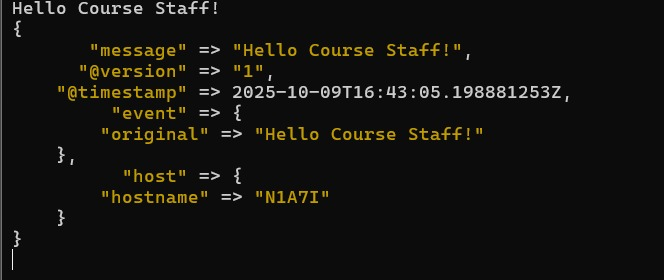 Hello Course Staff!
{
       "message" => "Hello Course Staff!",
      "@version" => "1",
    "@timestamp" => 2025-10-09T16:43:05.198881253Z,
         "event" => {
        "original" => "Hello Course Staff!"
    },
          "host" => {
        "hostname" => "N1A7I"
    }
}